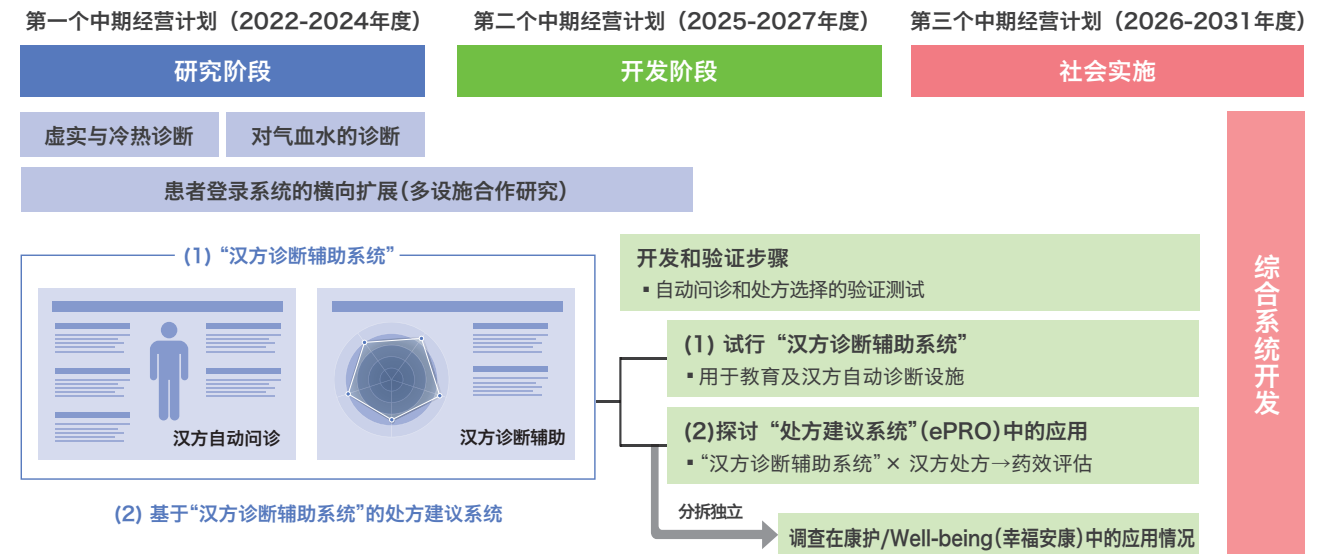 第一个中期经营计划（2022-2024年度）
第二个中期经营计划（2025-2027年度）
第三个中期经营计划（2026-2031年度）
研究阶段
开发阶段
社会实施
虚实与冷热诊断
对气血水的诊断
患者登录系统的横向扩展（多设施合作研究）
(1) “汉方诊断辅助系统”
汉方自动问诊
汉方诊断辅助
(2) 基于“汉方诊断辅助系统”的处方建议系统
开发和验证步骤
▪ 自动问诊和处方选择的验证测试
(1) 试行“汉方诊断辅助系统”
▪ 用于教育及汉方自动诊断设施
(2)探讨“处方建议系统”（ePRO）中的应用
▪ “汉方诊断辅助系统”× 汉方处方→药效评估
分拆独立
调查在康护/Well-being（幸福安康）中的应用情况
综合系统开发